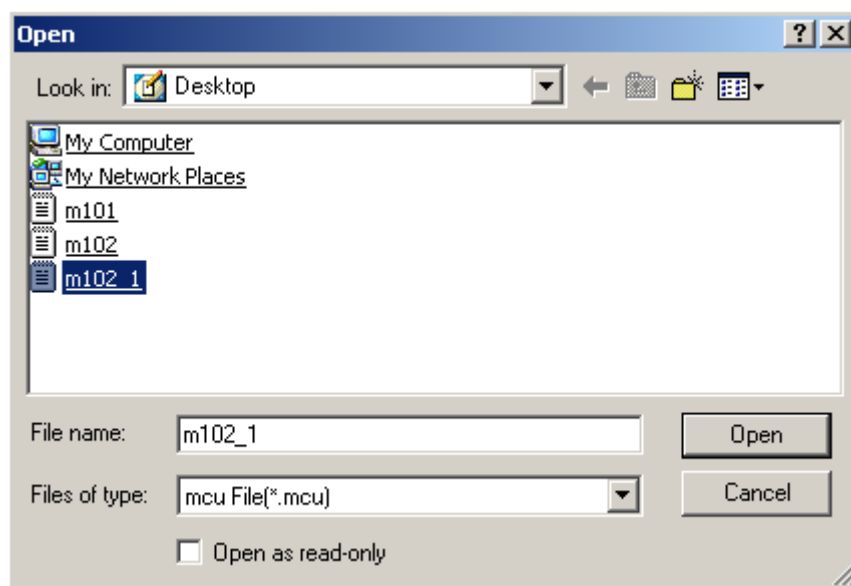 Open
Look in: Desktop
My Computer
My Network Places
m101
m102
m102_1
File name: m102_1 Open
Files of type: mcu File(*.mcu) Cancel
Open as read-only